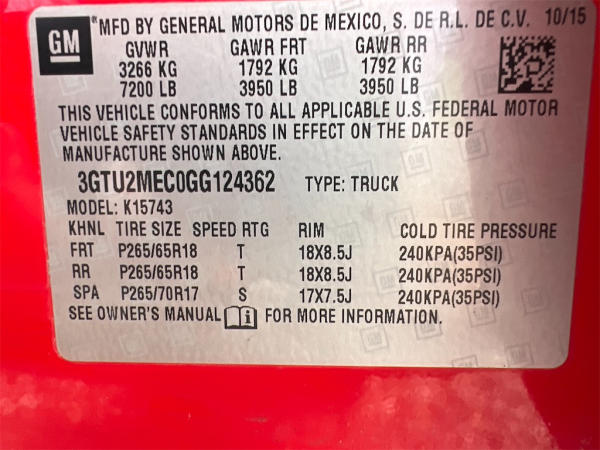 GM
*MFD BY GENERAL MOTORS DE MEXICO, S. DE R.L. DE C.V. 10/15
GVWR GAWR FRT GAWR RR
3266 KG 1792 KG 1792 KG
7200 LB 3950 LB 3950 LB
THIS VEHICLE CONFORMS TO ALL APPLICABLE U.S. FEDERAL MOTOR
VEHICLE SAFETY STANDARDS IN EFFECT ON THE DATE OF
MANUFACTURE SHOWN ABOVE.
3GTU2MEC0GG124362 TYPE: TRUCK
MODEL: K15743
KHNL TIRE SIZE SPEED RTG RIM COLD TIRE PRESSURE
FRT P265/65R18 T 18X8.5J 240KPA(35PSI)
RR P265/65R18 T 18X8.5J 240KPA(35PSI)
SPA P265/70R17 S 17X7.5J 240KPA(35PSI)
SEE OWNER'S MANUAL FOR MORE INFORMATION.